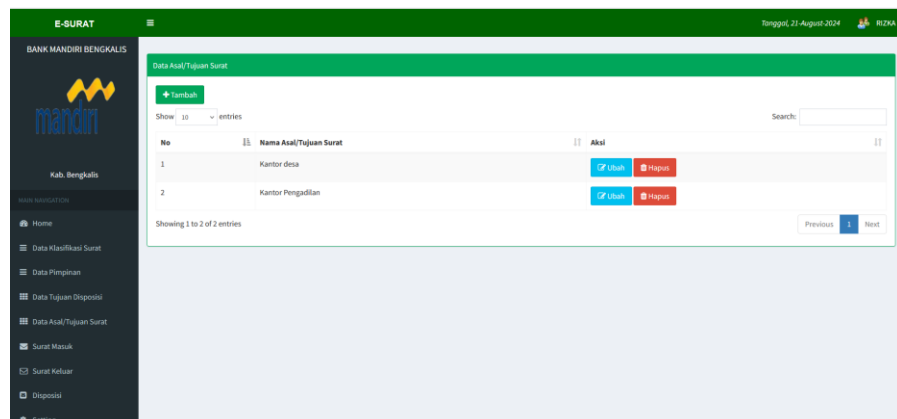 E-SURAT
Tanggal, 21-August-2024 RIZKA
BANK MANDIRI BENGKALIS
mandiri
Kab. Bengkalis
MAIN NAVIGATION
Home
Data Klasifikasi Surat
Data Pimpinan
Data Tujuan Disposisi
Data Asal/Tujuan Surat
Surat Masuk
Surat Keluar
Disposisi
Data Asal/Tujuan Surat
Tambah
Show 10 entries Search:
No Nama Asal/Tujuan Surat Aksi
1 Kantor desa Ubah Hapus
2 Kantor Pengadilan Ubah Hapus
Showing 1 to 2 of 2 entries Previous 1 Next